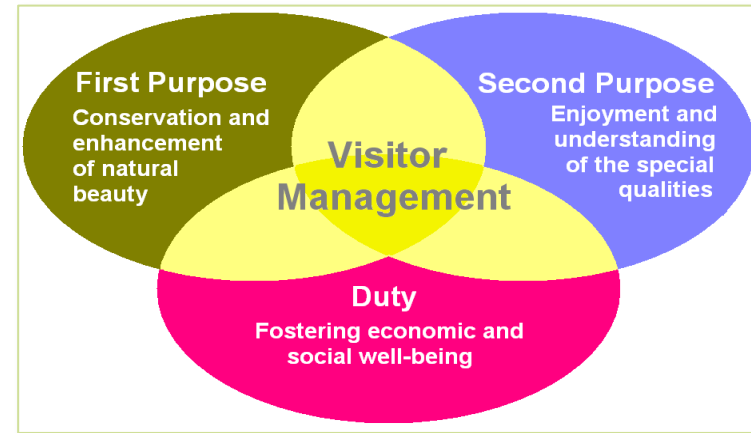 First Purpose
Conservation and
enhancement
of natural
beauty
Second Purpose
Enjoyment and
understanding
of the special
qualities
Visitor
Management
Duty
Fostering economic and
social well-being